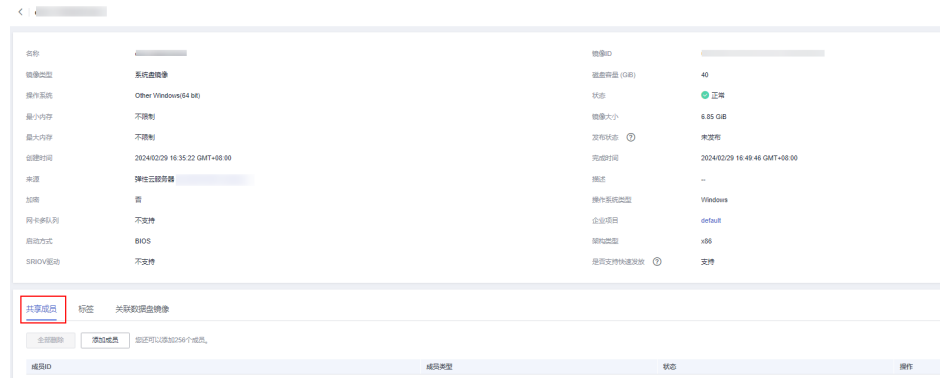 名称 镜像ID
镜像类型 系统盘镜像 磁盘容量 (GiB) 40
操作系统 Other Windows(64 bit) 状态 正常
最小内存 不限制 镜像大小 6.85 GiB
最大内存 不限制 发布状态 ? 未发布
创建时间 2024/02/29 16:35:22 GMT+08:00 完成时间 2024/02/29 16:49:46 GMT+08:00
来源 弹性云服务器 描述 --
加密 否 操作系统类型 Windows
网卡多队列 不支持 企业项目 default
启动方式 BIOS 架构类型 x86
SRIOV驱动 不支持 是否支持快速发放 ? 支持
共享成员 标签 关联数据盘镜像
全部删除 添加成员 您还可以添加256个成员。
成员ID 成员类型 状态 操作